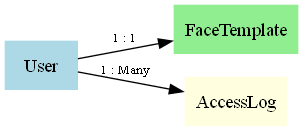 User
1 : 1
FaceTemplate
1 : Many
AccessLog